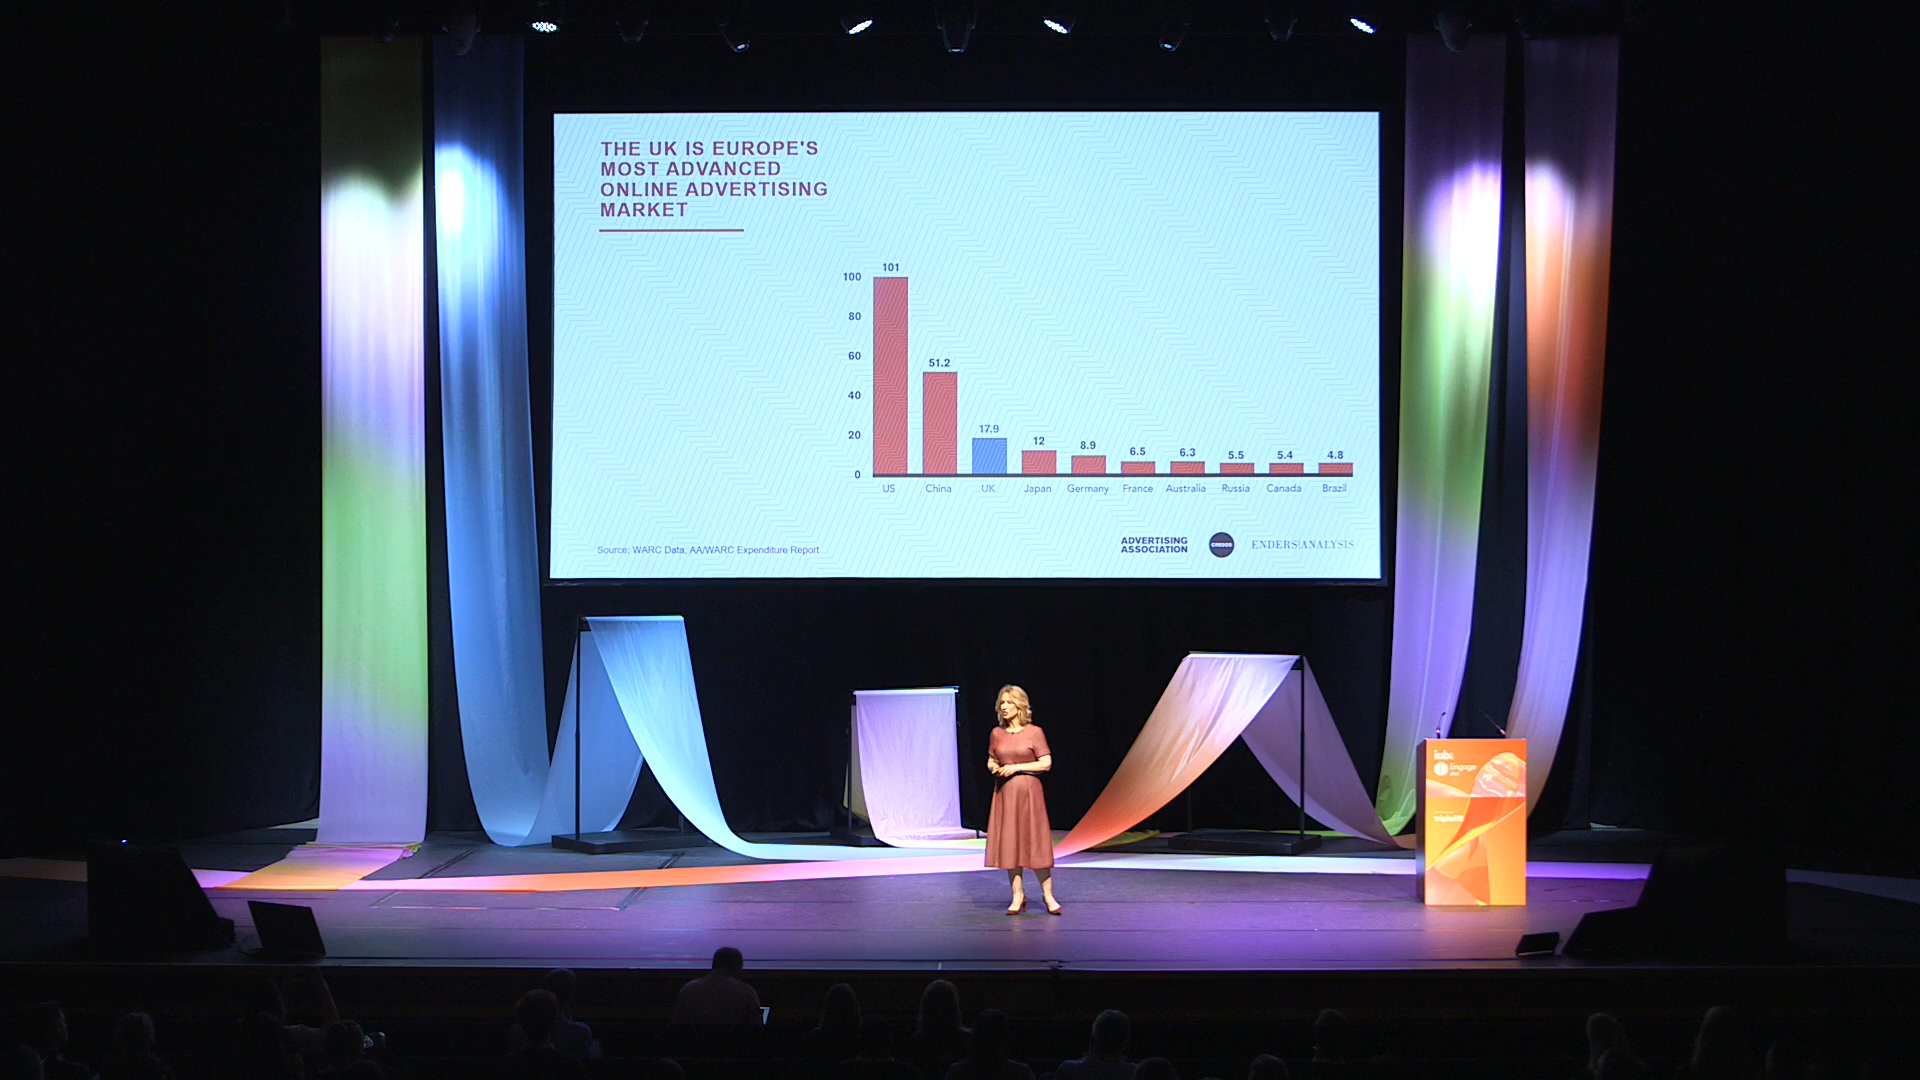 THE UK IS EUROPE'S
MOST ADVANCED
ONLINE ADVERTISING
MARKET
101
100
80
60
51.2
40
20
17.9
12
8.9
6.5
6.3
5.5
5.4
4.8
0
US China UK Japan Germany France Australia Russia Canada Brazil
Source: WARC Data, AA/WARC Expenditure Report
ADVERTISING
ASSOCIATION
CREDOS
ENDERS ANALYSIS
iab.
Engage
triplelift